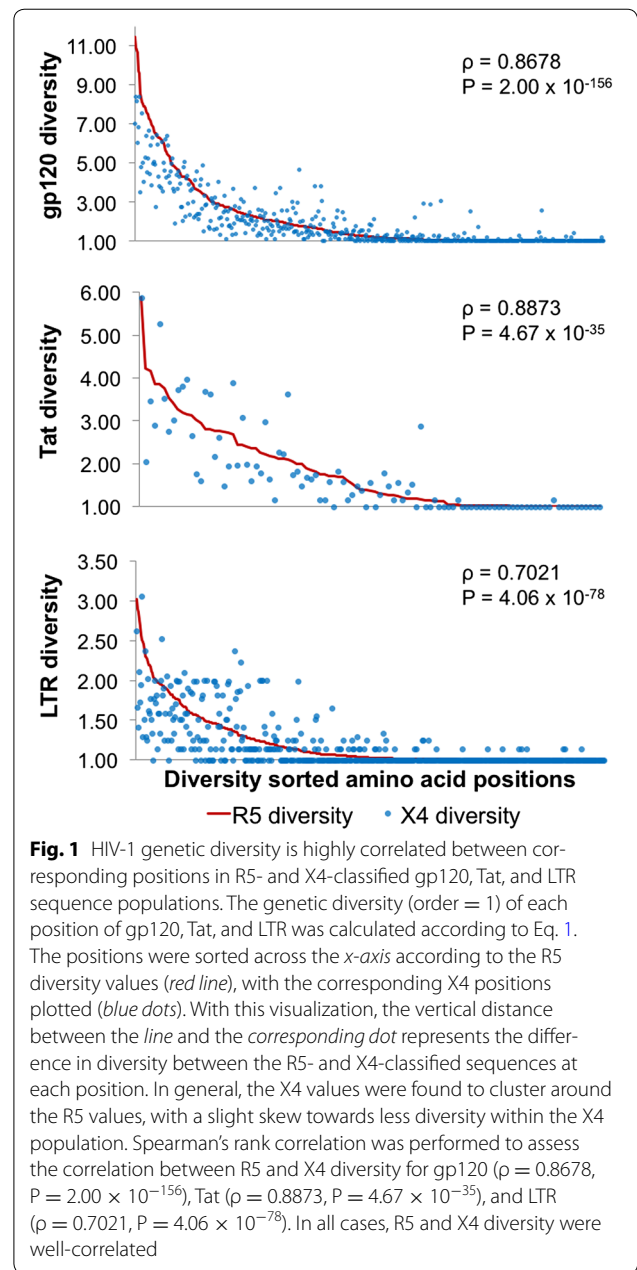 11.00
9.00
7.00
5.00
3.00
1.00
gp120 diversity
ρ = 0.8678
P = 2.00 x 10⁻¹⁵⁶
6.00
5.00
4.00
3.00
2.00
1.00
Tat diversity
ρ = 0.8873
P = 4.67 x 10⁻³⁵
3.50
3.00
2.50
2.00
1.50
1.00
LTR diversity
ρ = 0.7021
P = 4.06 x 10⁻⁷⁸
Diversity sorted amino acid positions
R5 diversity X4 diversity
Fig. 1 HIV-1 genetic diversity is highly correlated between cor-
responding positions in R5- and X4-classified gp120, Tat, and LTR
sequence populations. The genetic diversity (order = 1) of each
position of gp120, Tat, and LTR was calculated according to Eq. 1.
The positions were sorted across the x-axis according to the R5
diversity values (red line), with the corresponding X4 positions
plotted (blue dots). With this visualization, the vertical distance
between the line and the corresponding dot represents the differ-
ence in diversity between the R5- and X4-classified sequences at
each position. In general, the X4 values were found to cluster around
the R5 values, with a slight skew towards less diversity within the X4
population. Spearman's rank correlation was performed to assess
the correlation between R5 and X4 diversity for gp120 (ρ = 0.8678,
P = 2.00 × 10⁻¹⁵⁶), Tat (ρ = 0.8873, P = 4.67 × 10⁻³⁵), and LTR
(ρ = 0.7021, P = 4.06 × 10⁻⁷⁸). In all cases, R5 and X4 diversity were
well-correlated